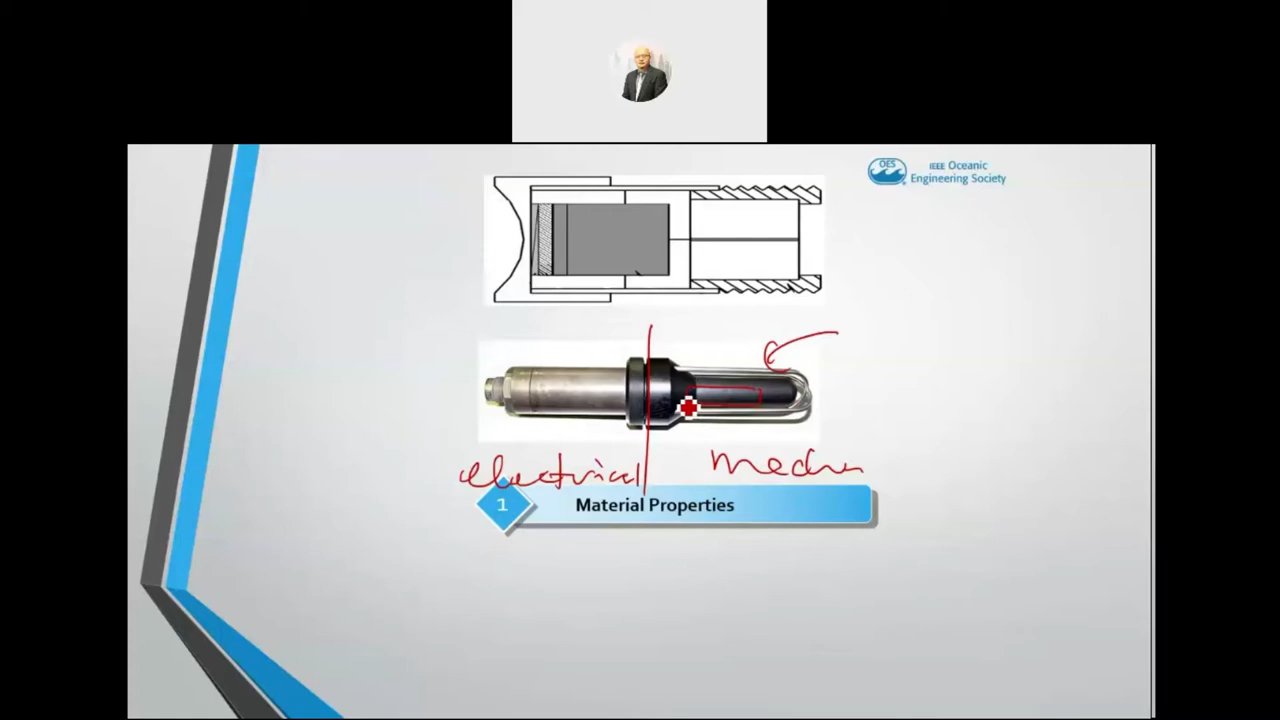 OES
IEEE Oceanic
Engineering Society
electrical
mechn
1
Material Properties